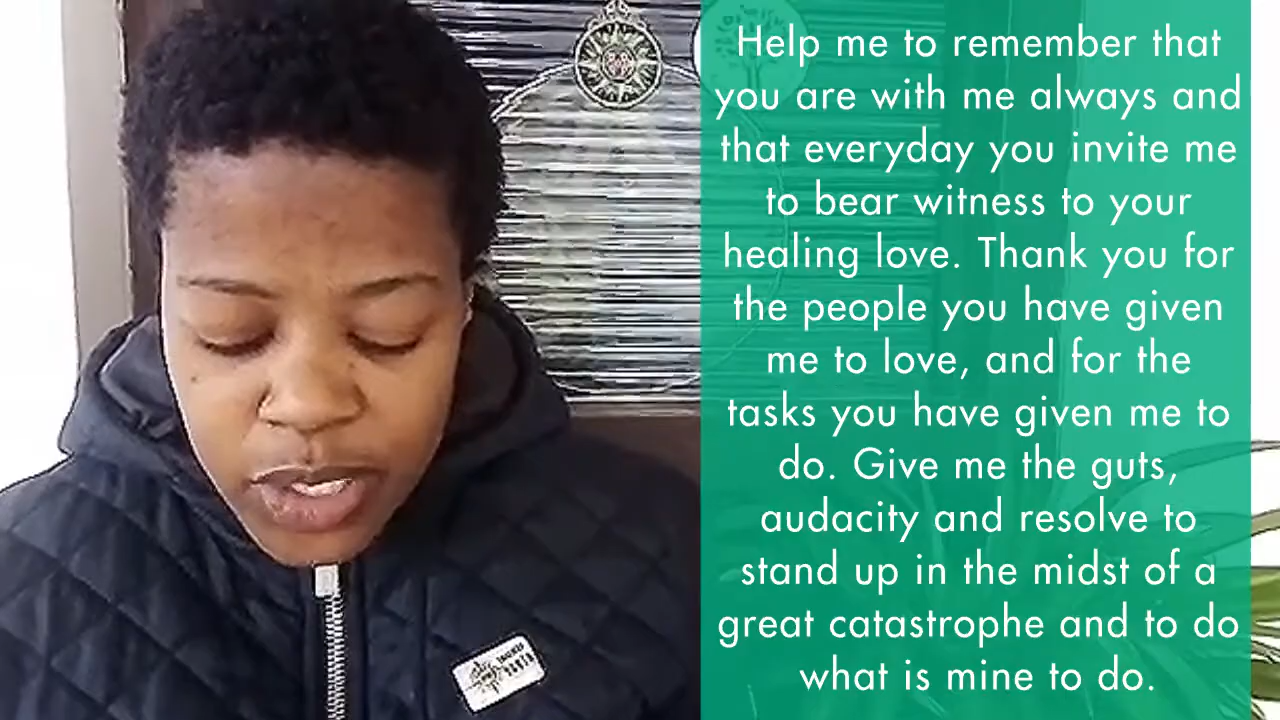 Help me to remember that
you are with me always and
that everyday you invite me
to bear witness to your
healing love. Thank you for
the people you have given
me to love, and for the
tasks you have given me to
do. Give me the guts,
audacity and resolve to
stand up in the midst of a
great catastrophe and to do
what is mine to do.